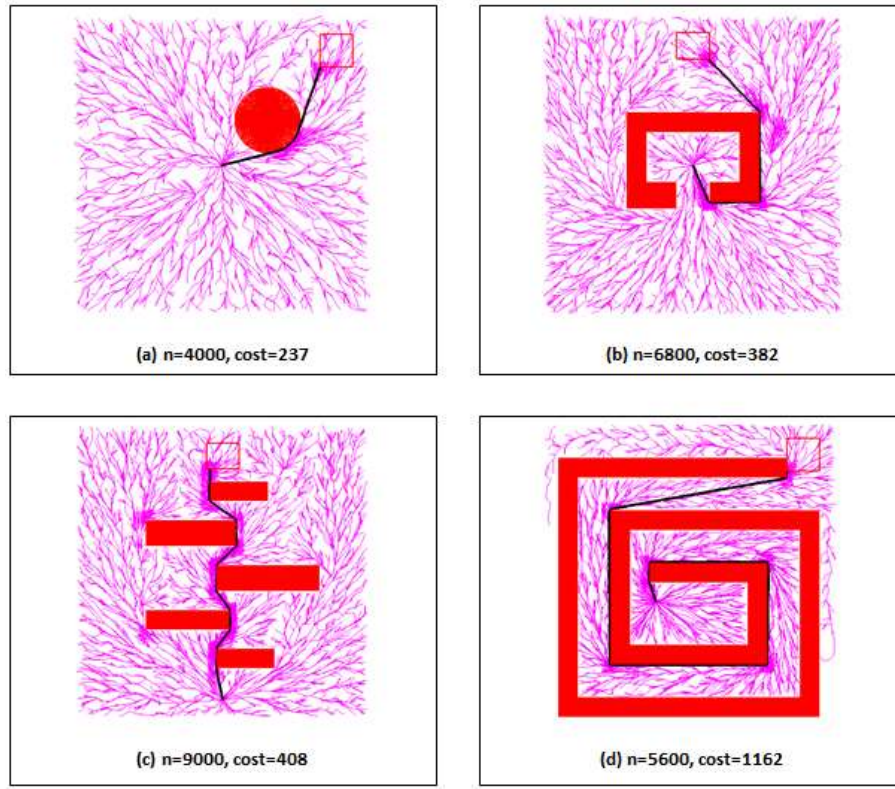 (a) n=4000, cost=237
(b) n=6800, cost=382
(c) n=9000, cost=408
(d) n=5600, cost=1162